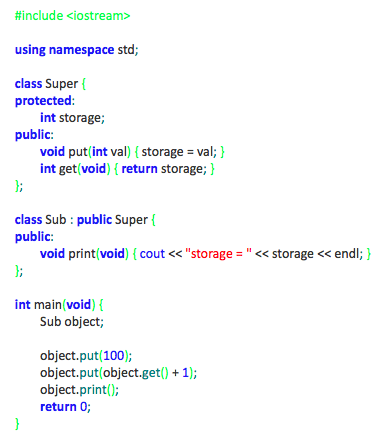 #include <iostream>

using namespace std;

class Super {
protected:
    int storage;
public:
    void put(int val) { storage = val; }
    int get(void) { return storage; }
};

class Sub : public Super {
public:
    void print(void) { cout << "storage = " << storage << endl; }
};

int main(void) {
    Sub object;

    object.put(100);
    object.put(object.get() + 1);
    object.print();
    return 0;
}